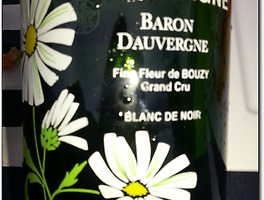 BARON
DAUVERGNE
Fine Fleur de BOUZY
Grand Cru
BLANC DE NOIR